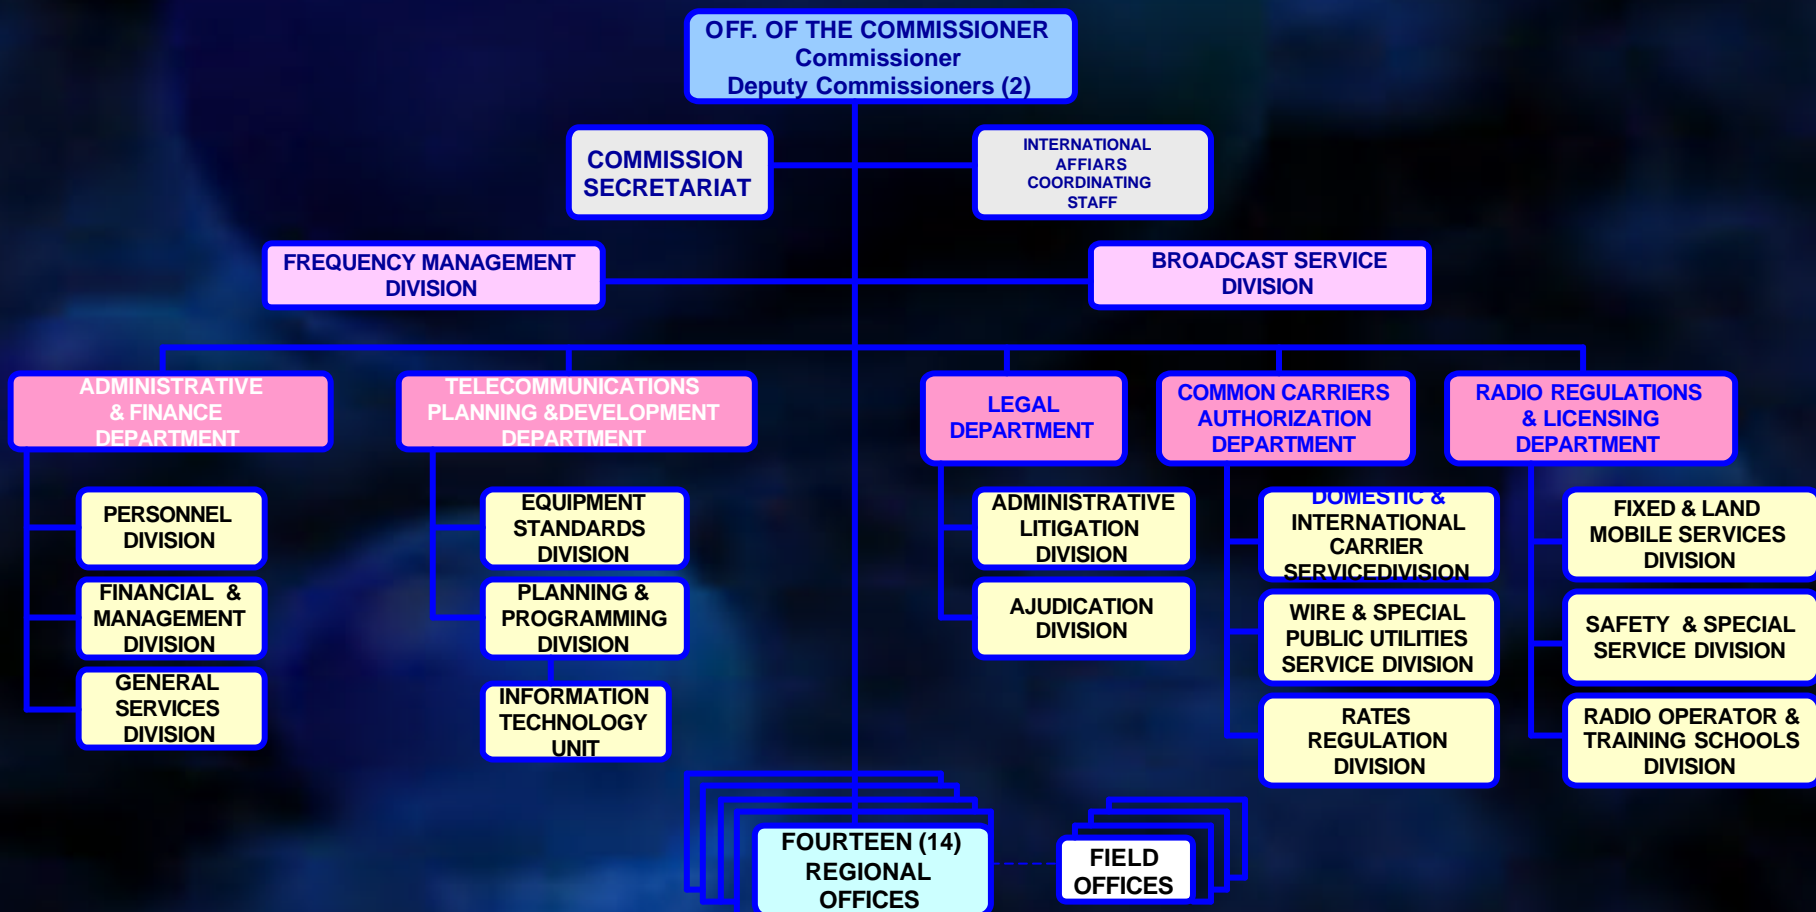 OFF. OF THE COMMISSIONER
Commissioner
Deputy Commissioners (2)
COMMISSION
SECRETARIAT
INTERNATIONAL
AFFIARS
COORDINATING
STAFF
FREQUENCY MANAGEMENT
DIVISION
BROADCAST SERVICE
DIVISION
ADMINISTRATIVE
& FINANCE
DEPARTMENT
TELECOMMUNICATIONS
PLANNING &DEVELOPMENT
DEPARTMENT
LEGAL
DEPARTMENT
COMMON CARRIERS
AUTHORIZATION
DEPARTMENT
RADIO REGULATIONS
& LICENSING
DEPARTMENT
PERSONNEL
DIVISION
FINANCIAL &
MANAGEMENT
DIVISION
GENERAL
SERVICES
DIVISION
EQUIPMENT
STANDARDS
DIVISION
PLANNING &
PROGRAMMING
DIVISION
INFORMATION
TECHNOLOGY
UNIT
ADMINISTRATIVE
LITIGATION
DIVISION
AJUDICATION
DIVISION
DOMESTIC &
INTERNATIONAL
CARRIER
SERVICEDIVISION
WIRE & SPECIAL
PUBLIC UTILITIES
SERVICE DIVISION
RATES
REGULATION
DIVISION
FIXED & LAND
MOBILE SERVICES
DIVISION
SAFETY & SPECIAL
SERVICE DIVISION
RADIO OPERATOR &
TRAINING SCHOOLS
DIVISION
FOURTEEN (14)
REGIONAL
OFFICES
FIELD
OFFICES